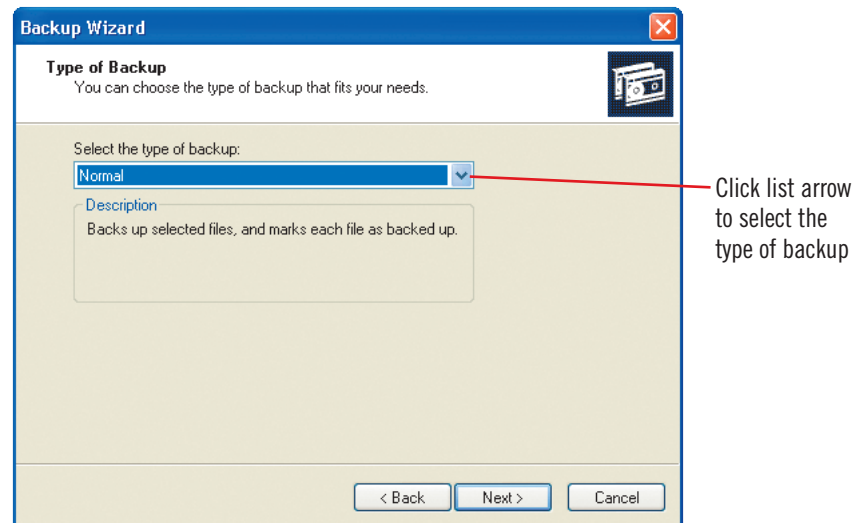 Backup Wizard
Type of Backup
You can choose the type of backup that fits your needs.
Select the type of backup:
Normal
Description
Backs up selected files, and marks each file as backed up.
< Back
Next >
Cancel
Click list arrow
to select the
type of backup